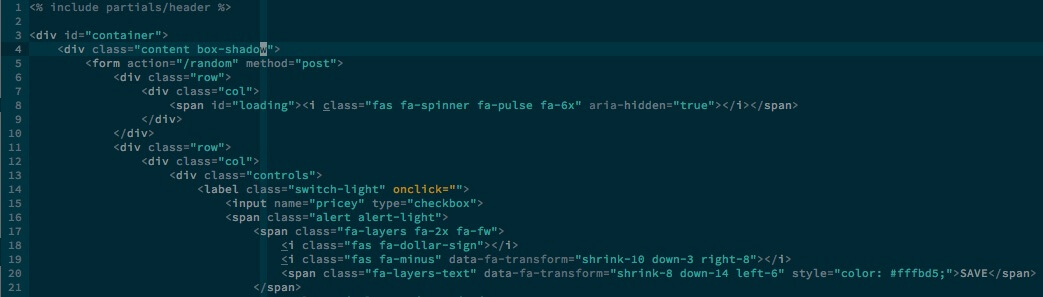 1 <% include partials/header %>
2
3 <div id="container">
4     <div class="content box-shadow">
5         <form action="/random" method="post">
6             <div class="row">
7                 <div class="col">
8                     <span id="loading"><i class="fas fa-spinner fa-pulse fa-6x" aria-hidden="true"></i></span>
9                 </div>
10             </div>
11             <div class="row">
12                 <div class="col">
13                     <div class="controls">
14                         <label class="switch-light" onclick="">
15                             <input name="pricey" type="checkbox">
16                             <span class="alert alert-light">
17                                 <span class="fa-layers fa-2x fa-fw">
18                                     <i class="fas fa-dollar-sign"></i>
19                                     <i class="fas fa-minus" data-fa-transform="shrink-10 down-3 right-8"></i>
20                                     <span class="fa-layers-text" data-fa-transform="shrink-8 down-14 left-6" style="color: #fffbd5;">SAVE</span>
21                                 </span>